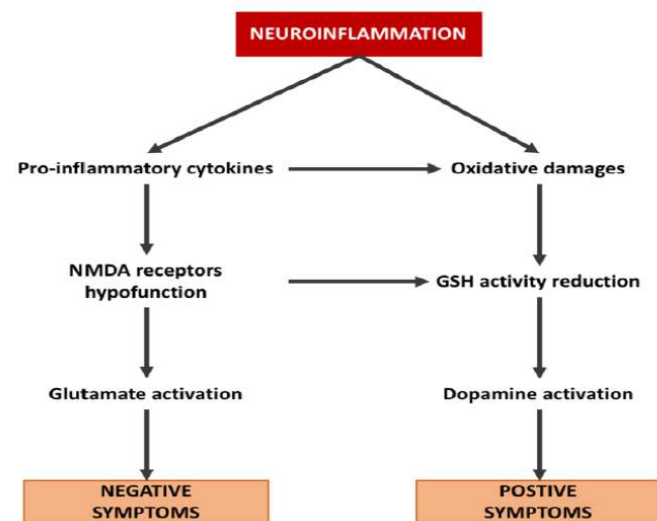 NEUROINFLAMMATION
Pro-inflammatory cytokines
Oxidative damages
NMDA receptors
hypofunction
GSH activity reduction
Glutamate activation
Dopamine activation
NEGATIVE
SYMPTOMS
POSTIVE
SYMPTOMS